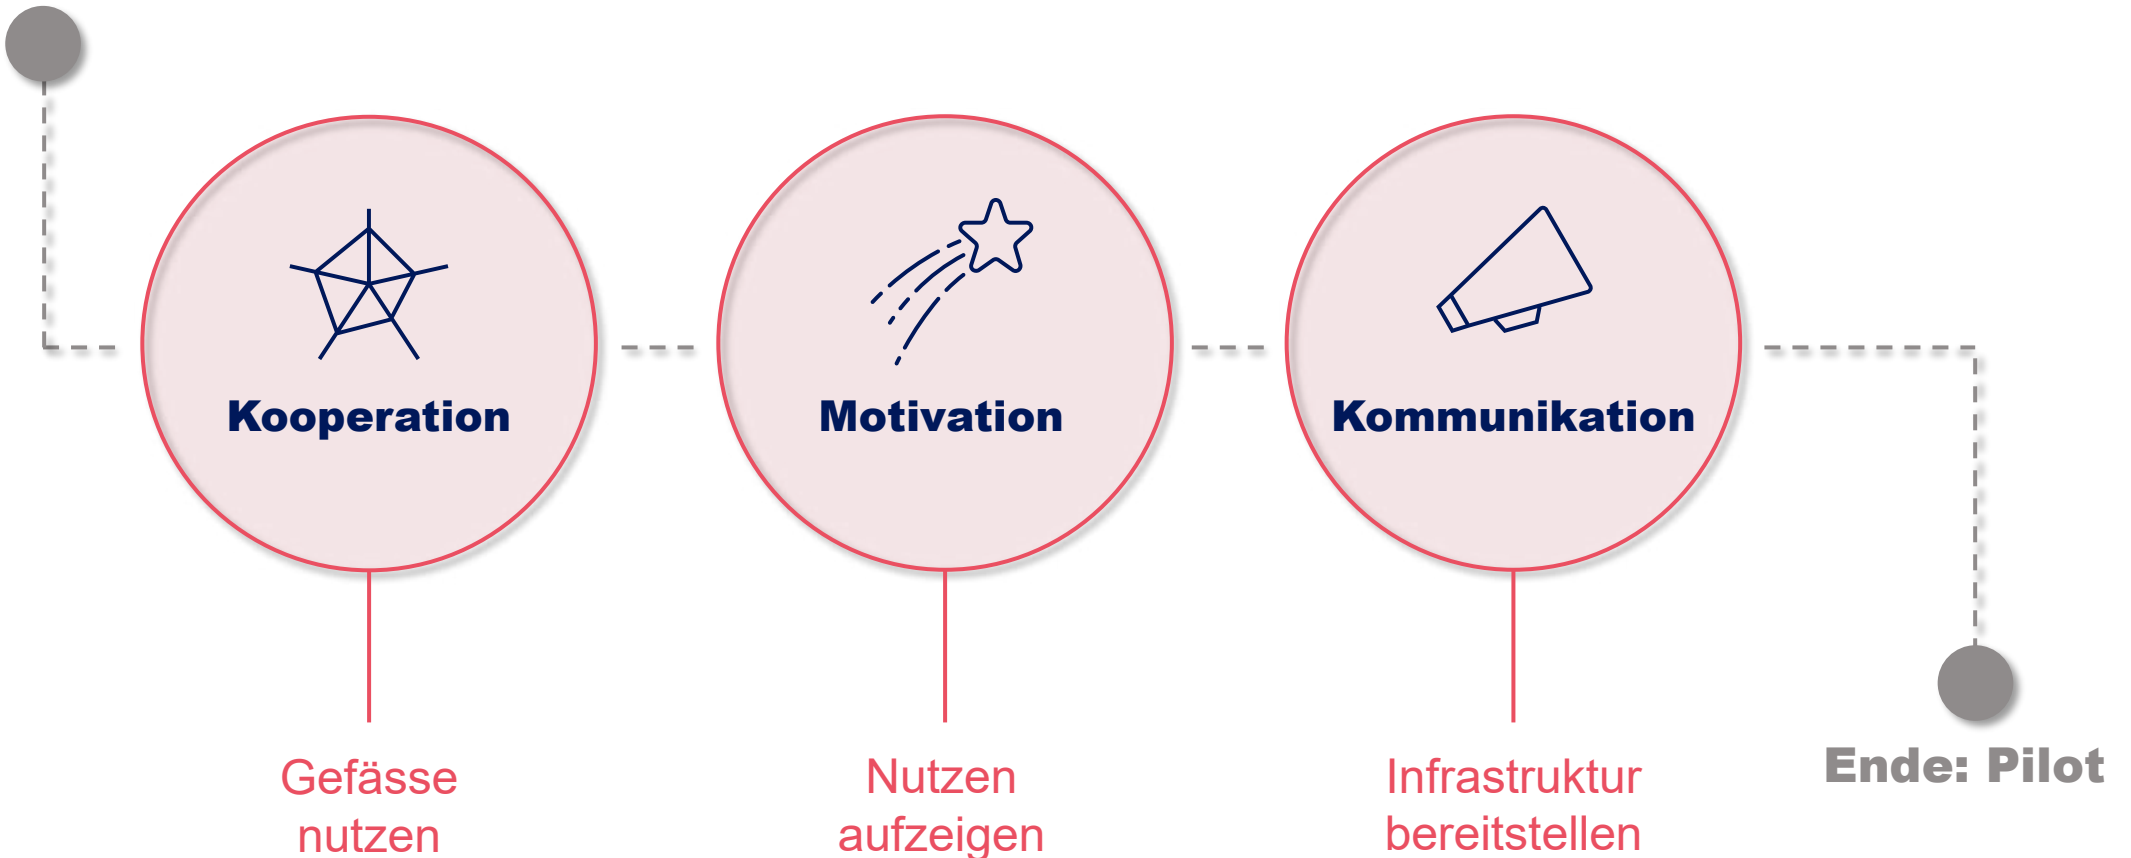 Kooperation
Motivation
Kommunikation
Gefässe
nutzen
Nutzen
aufzeigen
Infrastruktur
bereitstellen
Ende: Pilot